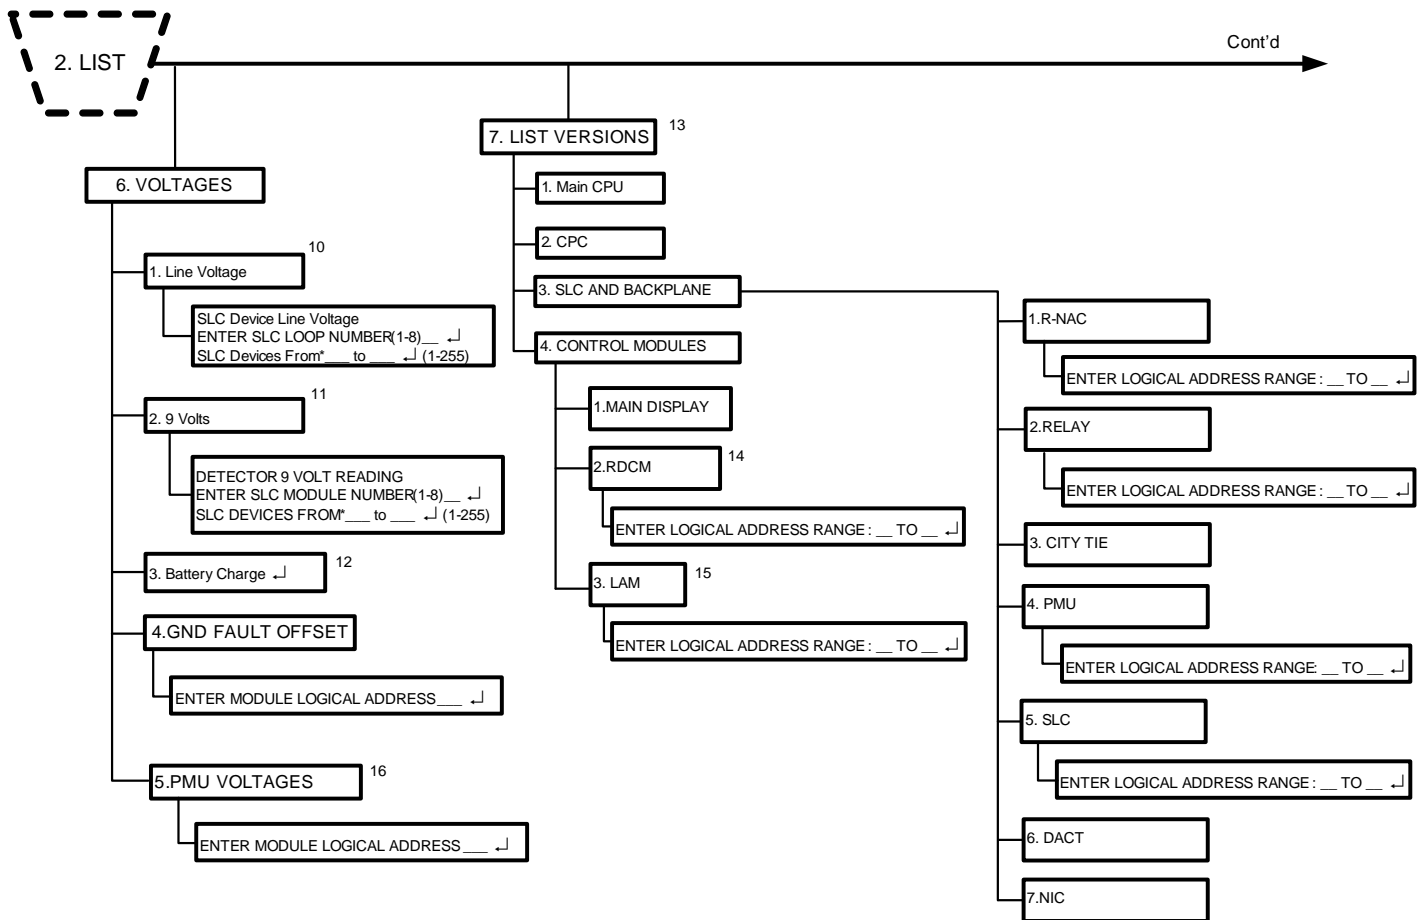 2. LIST
Cont'd
6. VOLTAGES
10
1. Line Voltage
SLC Device Line Voltage
ENTER SLC LOOP NUMBER(1-8)__ ↵
SLC Devices From*___ to ___ ↵ (1-255)
11
2. 9 Volts
DETECTOR 9 VOLT READING
ENTER SLC MODULE NUMBER(1-8)__ ↵
SLC DEVICES FROM*___ to ___ ↵ (1-255)
3. Battery Charge ↵
12
4.GND FAULT OFFSET
ENTER MODULE LOGICAL ADDRESS___ ↵
5.PMU VOLTAGES
16
ENTER MODULE LOGICAL ADDRESS___ ↵
7. LIST VERSIONS
13
1. Main CPU
2. CPC
3. SLC AND BACKPLANE
4. CONTROL MODULES
1.MAIN DISPLAY
2.RDCM
14
ENTER LOGICAL ADDRESS RANGE: __ TO __ ↵
3. LAM
15
ENTER LOGICAL ADDRESS RANGE: __ TO __ ↵
1.R-NAC
ENTER LOGICAL ADDRESS RANGE: __ TO __ ↵
2.RELAY
ENTER LOGICAL ADDRESS RANGE: __ TO __ ↵
3. CITY TIE
4. PMU
ENTER LOGICAL ADDRESS RANGE: __ TO __ ↵
5. SLC
ENTER LOGICAL ADDRESS RANGE: __ TO __ ↵
6. DACT
7.NIC